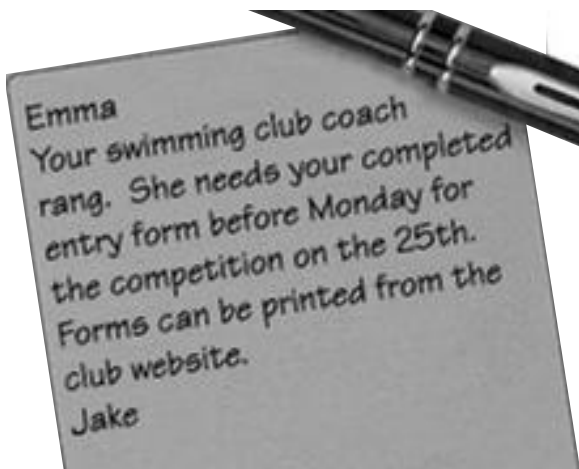 Emma
Your swimming club coach
rang. She needs your completed
entry form before Monday for
the competition on the 25th.
Forms can be printed from the
club website.
Jake